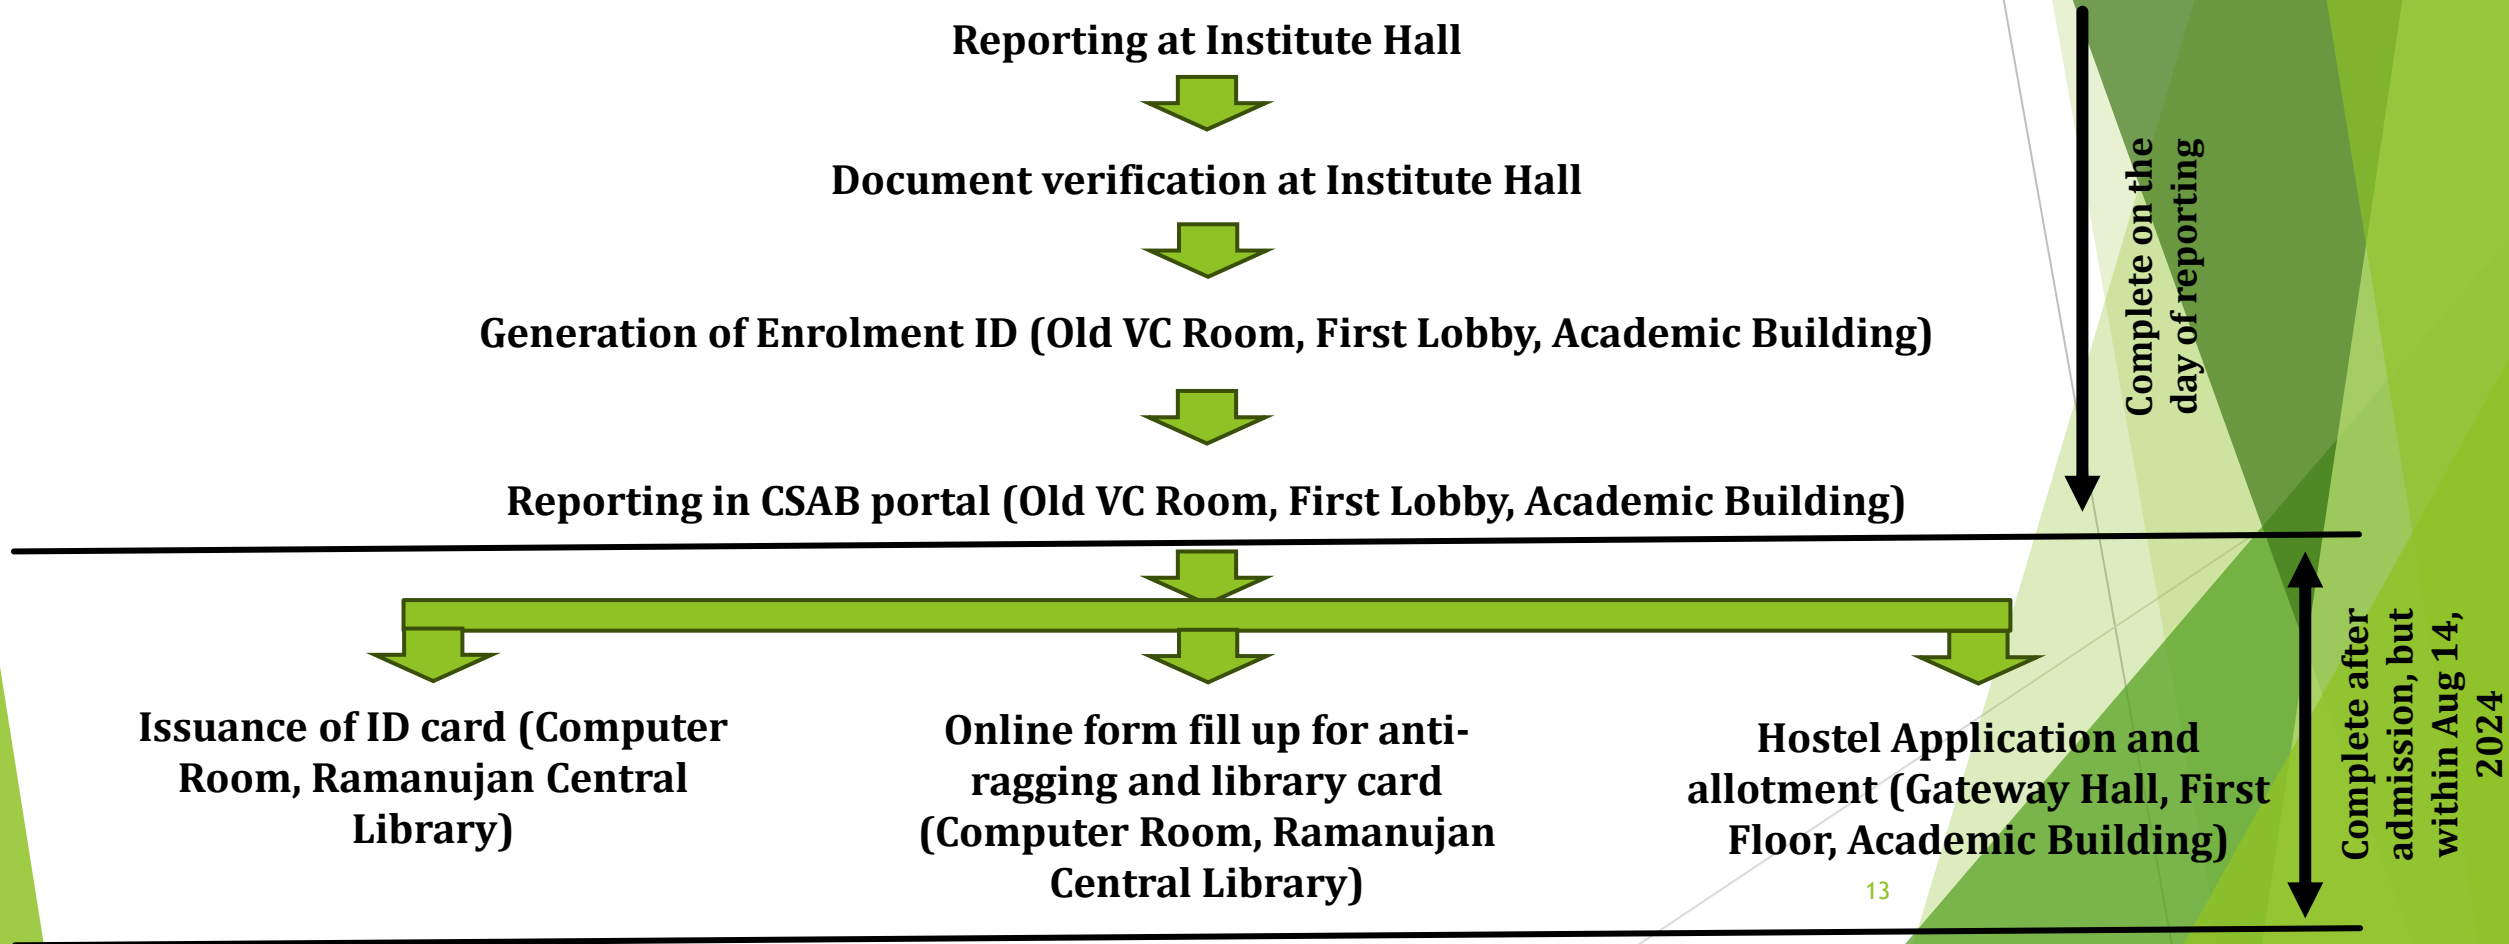 Reporting at Institute Hall
Document verification at Institute Hall
Generation of Enrolment ID (Old VC Room, First Lobby, Academic Building)
Reporting in CSAB portal (Old VC Room, First Lobby, Academic Building)
Complete on the
day of reporting
Issuance of ID card (Computer
Room, Ramanujan Central
Library)
Online form fill up for anti-
ragging and library card
(Computer Room, Ramanujan
Central Library)
Hostel Application and
allotment (Gateway Hall, First
Floor, Academic Building)
Complete after
admission, but
within Aug 14,
2024
13